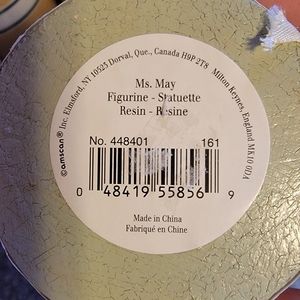 ©amscan® Inc. Elmsford, NY 10523 Dorval, Que., Canada H9P 2T8 Milton Keynes, England MK10 0DA
Ms. May
Figurine - Statuette
Resin - Résine
No. 448401 161
0 48419 55856 9
Made in China
Fabriqué en Chine